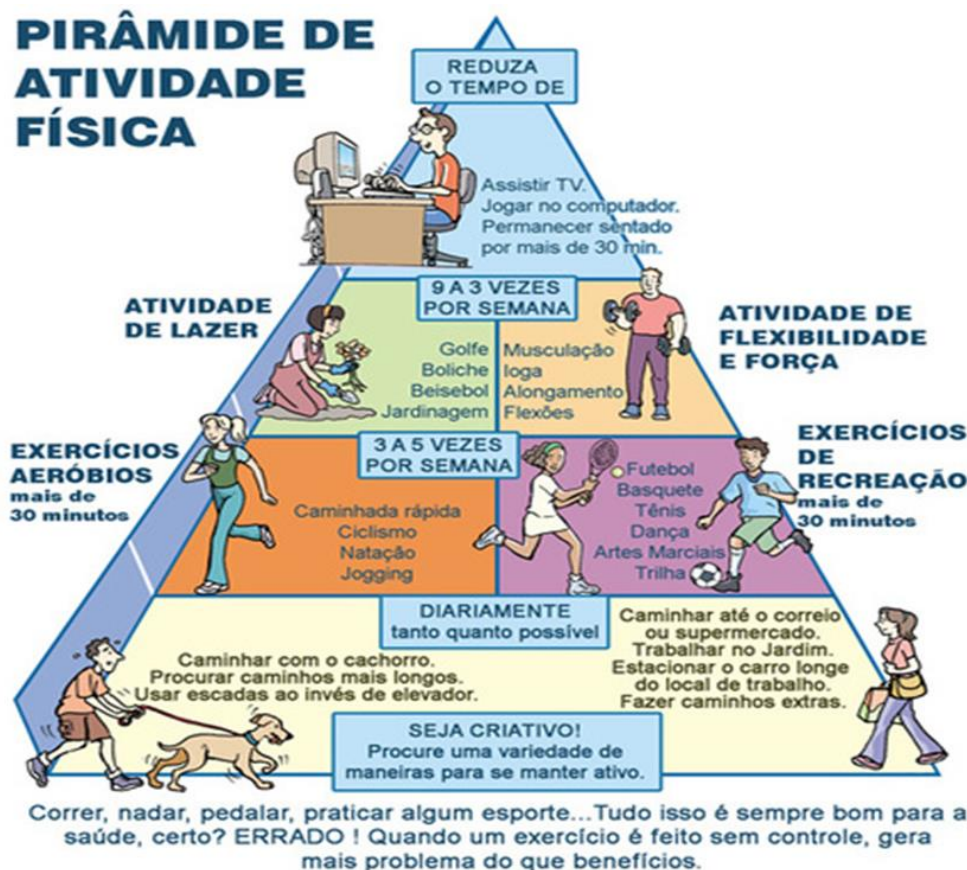 PIRÂMIDE DE
ATIVIDADE
FÍSICA
REDUZA
O TEMPO DE
Assistir TV.
Jogar no computador.
Permanecer sentado
por mais de 30 min.
9 A 3 VEZES
POR SEMANA
ATIVIDADE
DE LAZER
Golfe
Boliche
Beisebol
Jardinagem
Musculação
Ioga
Alongamento
Flexões
ATIVIDADE DE
FLEXIBILIDADE
E FORÇA
3 A 5 VEZES
POR SEMANA
EXERCÍCIOS
AERÓBIOS
mais de
30 minutos
Caminhada rápida
Ciclismo
Natação
Jogging
Futebol
Basquete
Tênis
Dança
Artes Marciais
Trilha
EXERCÍCIOS
DE
RECREAÇÃO
mais de
30 minutos
DIARIAMENTE
tanto quanto possível
Caminhar com o cachorro.
Procurar caminhos mais longos.
Usar escadas ao invés de elevador.
Caminhar até o correio
ou supermercado.
Trabalhar no Jardim.
Estacionar o carro longe
do local de trabalho.
Fazer caminhos extras.
SEJA CRIATIVO!
Procure uma variedade de
maneiras para se manter ativo.
Correr, nadar, pedalar, praticar algum esporte...Tudo isso é sempre bom para a
saúde, certo? ERRADO ! Quando um exercício é feito sem controle, gera
mais problema do que benefícios.